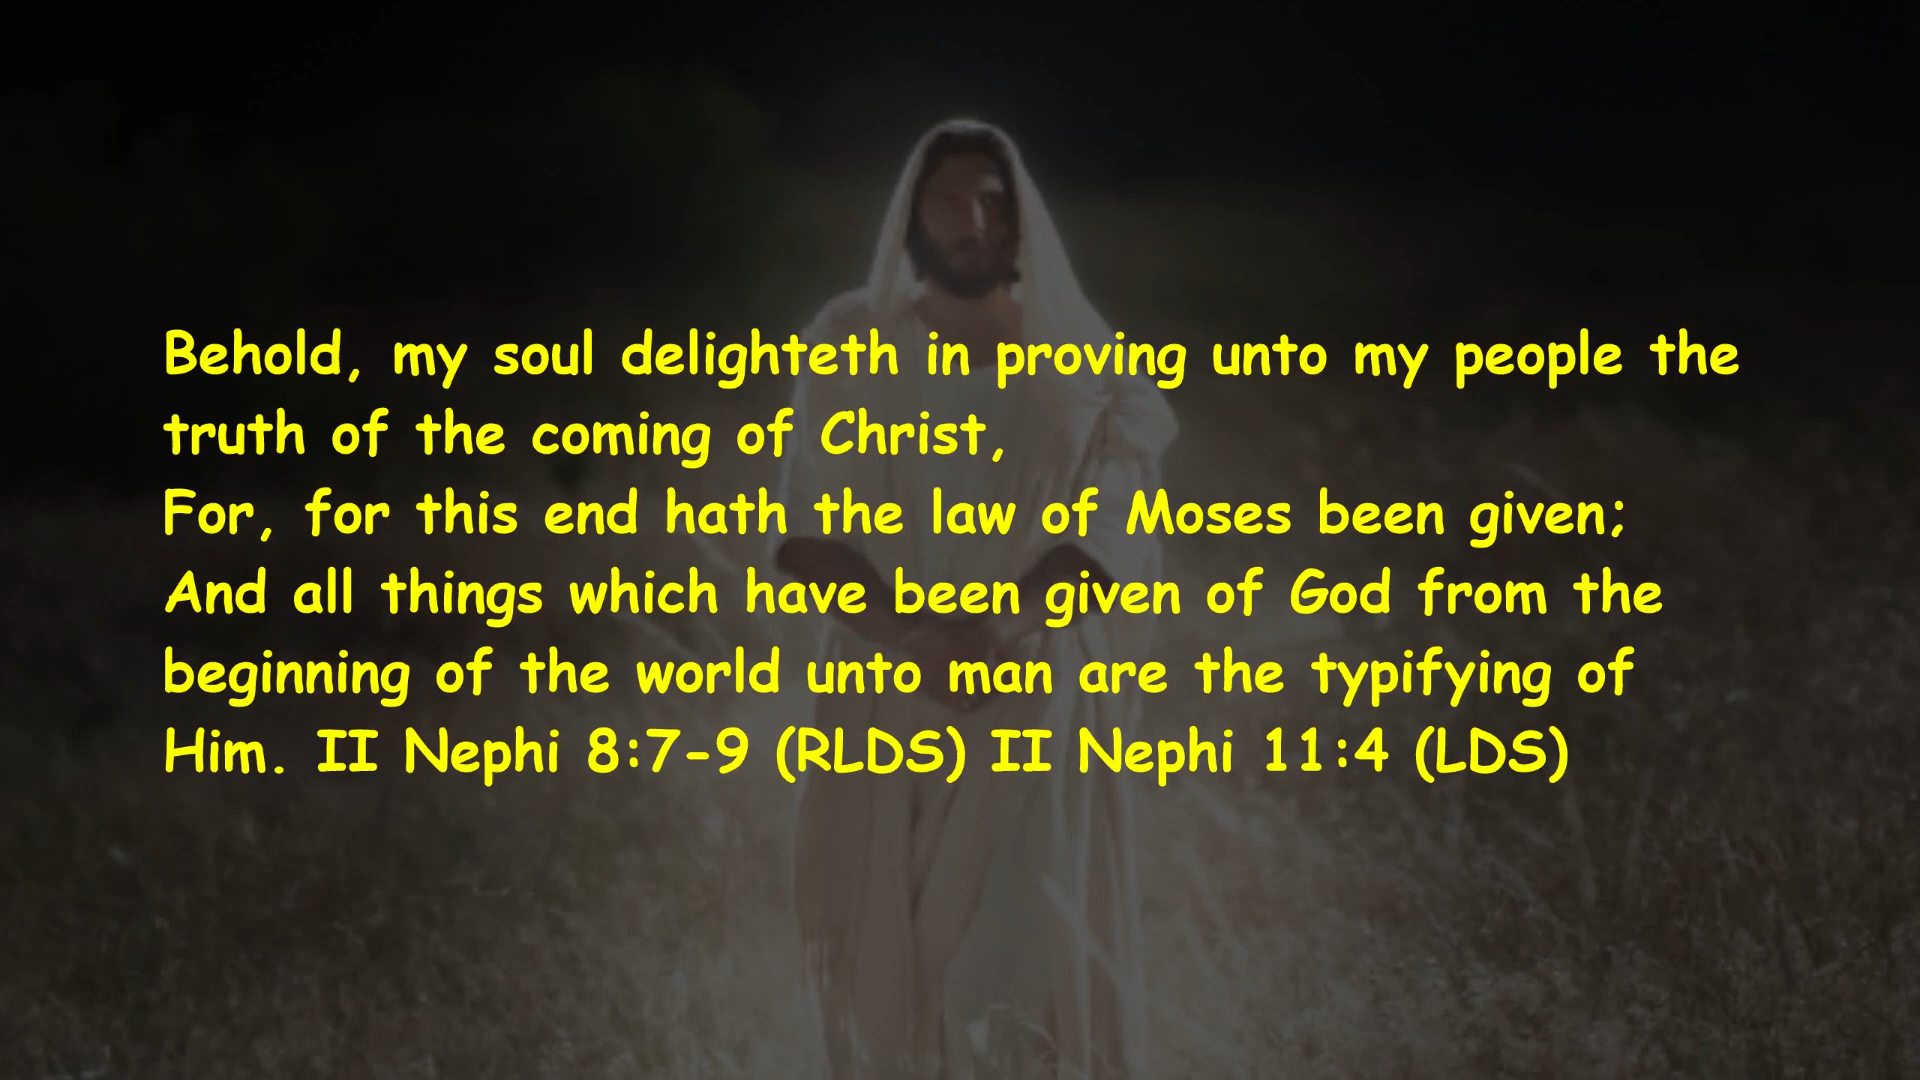 Behold, my soul delighteth in proving unto my people the
truth of the coming of Christ,
For, for this end hath the law of Moses been given;
And all things which have been given of God from the
beginning of the world unto man are the typifying of
Him. II Nephi 8:7-9 (RLDS) II Nephi 11:4 (LDS)